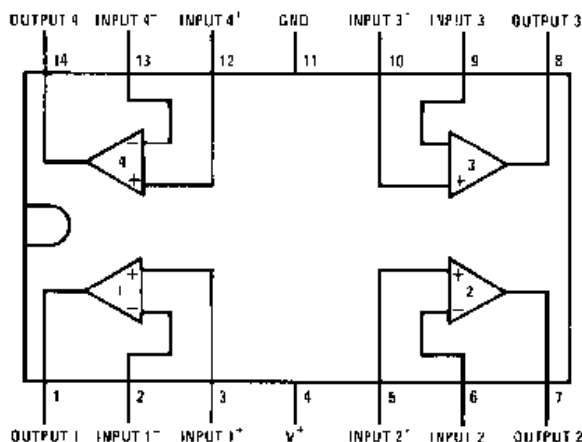 OUTPUT 4 INPUT 4⁻ INPUT 4⁺ GND INPUT 3⁺ INPUT 3⁻ OUTPUT 3
14 13 12 11 10 9 8
− −
4 3
+ +
+ +
1 2
− −
1 2 3 4 5 6 7
OUTPUT 1 INPUT 1⁻ INPUT 1⁺ V⁺ INPUT 2⁺ INPUT 2⁻ OUTPUT 2